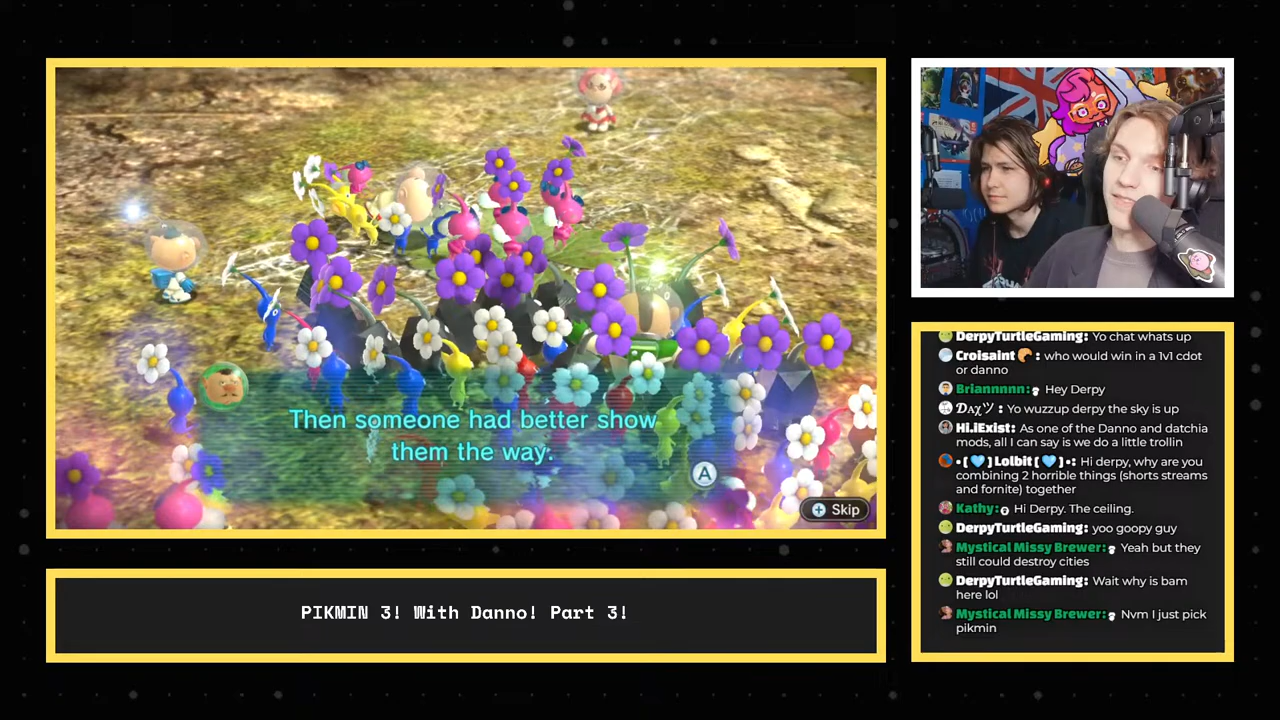 Then someone had better show
them the way.
A
Skip
PIKMIN 3! With Danno! Part 3!
DerpyTurtleGaming: Yo chat whats up
Croisaint 🥐 : who would win in a 1v1 cdot
or danno
Briannnnn: Hey Derpy
Dᴀχツ : Yo wuzzup derpy the sky is up
Hi.iExist: As one of the Danno and datchia
mods, all I can say is we do a little trollin
•[💙]Lolbit[💙]•: Hi derpy, why are you
combining 2 horrible things (shorts streams
and fornite) together
Kathy: Hi Derpy. The ceiling.
DerpyTurtleGaming: yoo goopy guy
Mystical Missy Brewer: Yeah but they
still could destroy cities
DerpyTurtleGaming: Wait why is bam
here lol
Mystical Missy Brewer: Nvm I just pick
pikmin